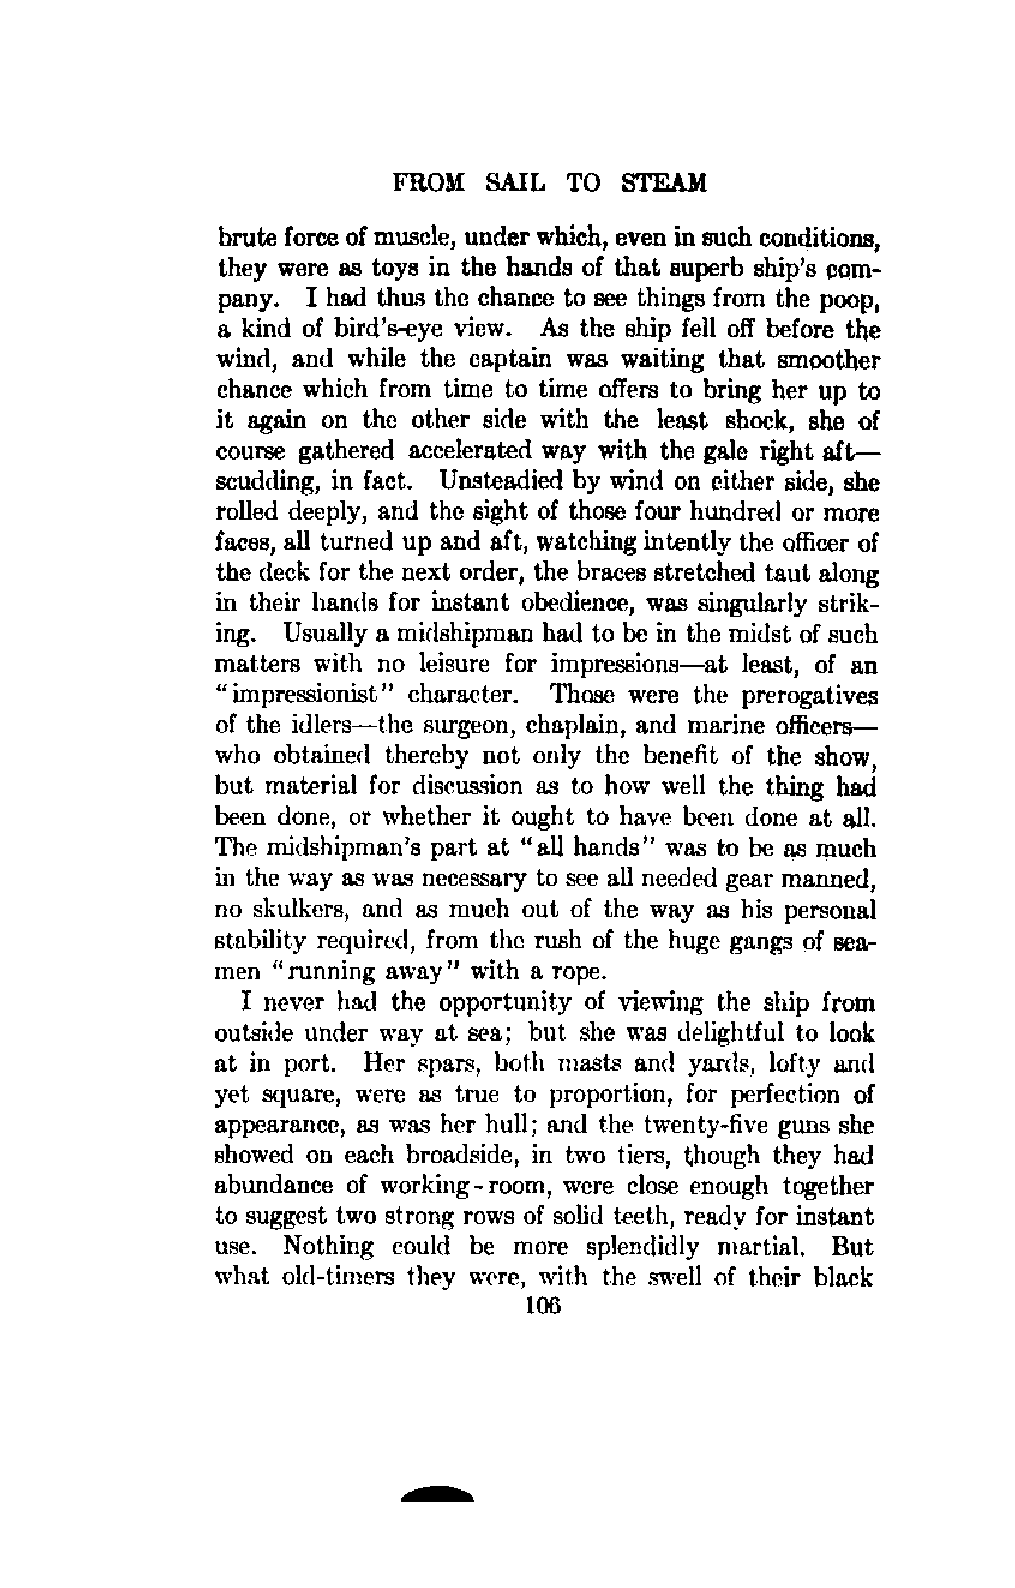 FROM SAIL TO STEAM
brute force of muscle, under which, even in such conditions,
they were as toys in the hands of that superb ship's com-
pany. I had thus the chance to see things from the poop,
a kind of bird's-eye view. As the ship fell off before the
wind, and while the captain was waiting that smoother
chance which from time to time offers to bring her up to
it again on the other side with the least shock, she of
course gathered accelerated way with the gale right aft—
scudding, in fact. Unsteadied by wind on either side, she
rolled deeply, and the sight of those four hundred or more
faces, all turned up and aft, watching intently the officer of
the deck for the next order, the braces stretched taut along
in their hands for instant obedience, was singularly strik-
ing. Usually a midshipman had to be in the midst of such
matters with no leisure for impressions—at least, of an
"impressionist" character. Those were the prerogatives
of the idlers—the surgeon, chaplain, and marine officers—
who obtained thereby not only the benefit of the show,
but material for discussion as to how well the thing had
been done, or whether it ought to have been done at all.
The midshipman's part at "all hands" was to be as much
in the way as was necessary to see all needed gear manned,
no skulkers, and as much out of the way as his personal
stability required, from the rush of the huge gangs of sea-
men "running away" with a rope.
I never had the opportunity of viewing the ship from
outside under way at sea; but she was delightful to look
at in port. Her spars, both masts and yards, lofty and
yet square, were as true to proportion, for perfection of
appearance, as was her hull; and the twenty-five guns she
showed on each broadside, in two tiers, though they had
abundance of working-room, were close enough together
to suggest two strong rows of solid teeth, ready for instant
use. Nothing could be more splendidly martial. But
what old-timers they were, with the swell of their black
106